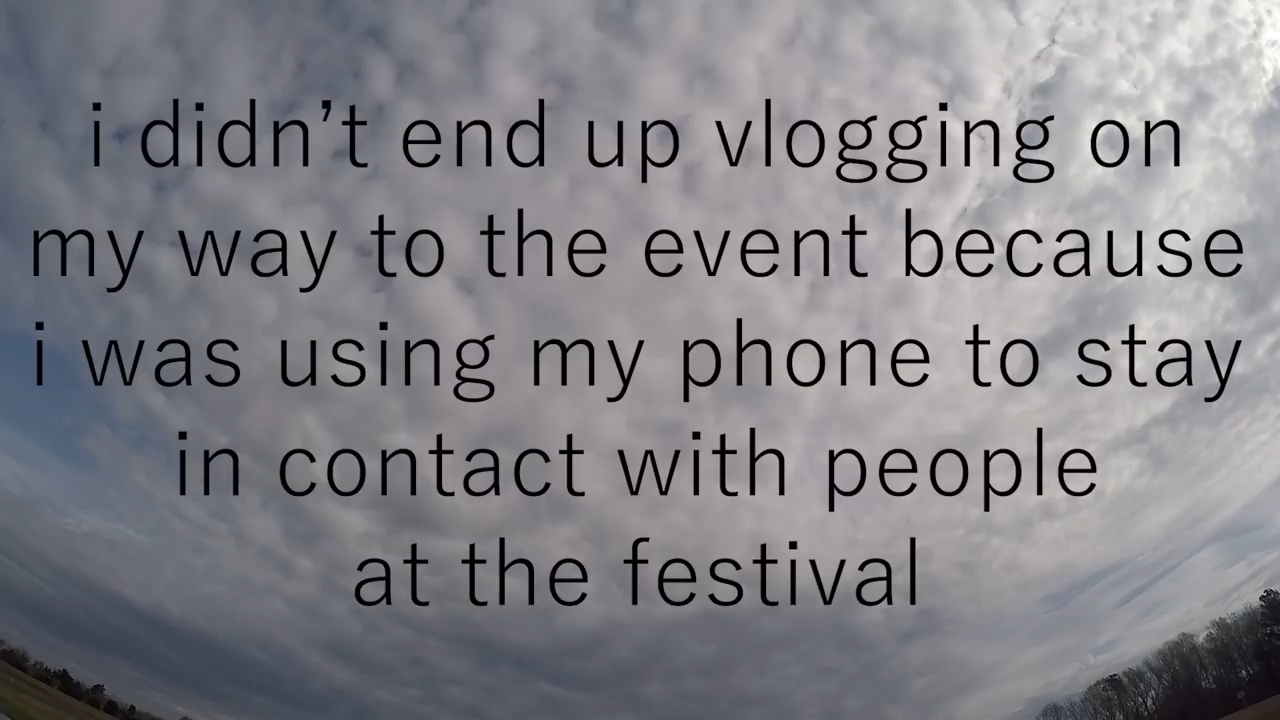 i didn’t end up vlogging on
my way to the event because
i was using my phone to stay
in contact with people
at the festival